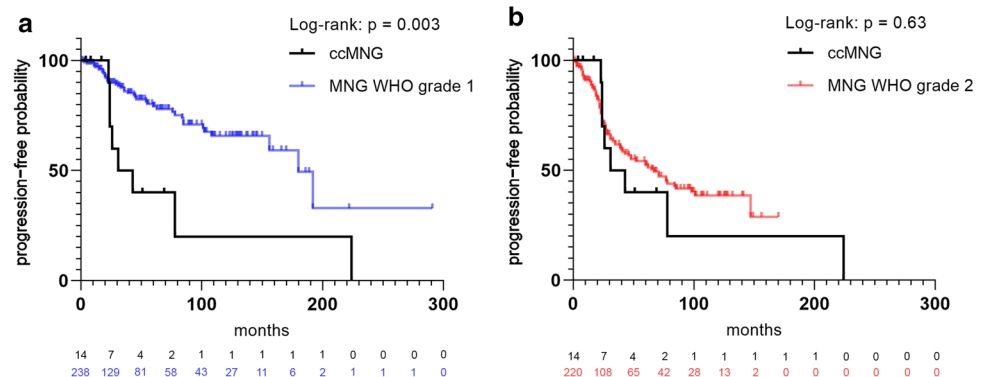 a
Log-rank: p = 0.003
ccMNG
MNG WHO grade 1
progression-free probability
100
50
0
0 100 200 300
months
14 7 4 2 1 1 1 1 1 0 0 0 0
238 129 81 58 43 27 11 6 2 1 1 1 0
b
Log-rank: p = 0.63
ccMNG
MNG WHO grade 2
progression-free probability
100
50
0
0 100 200 300
months
14 7 4 2 1 1 1 1 1 0 0 0 0
220 108 65 42 28 13 2 0 0 0 0 0 0